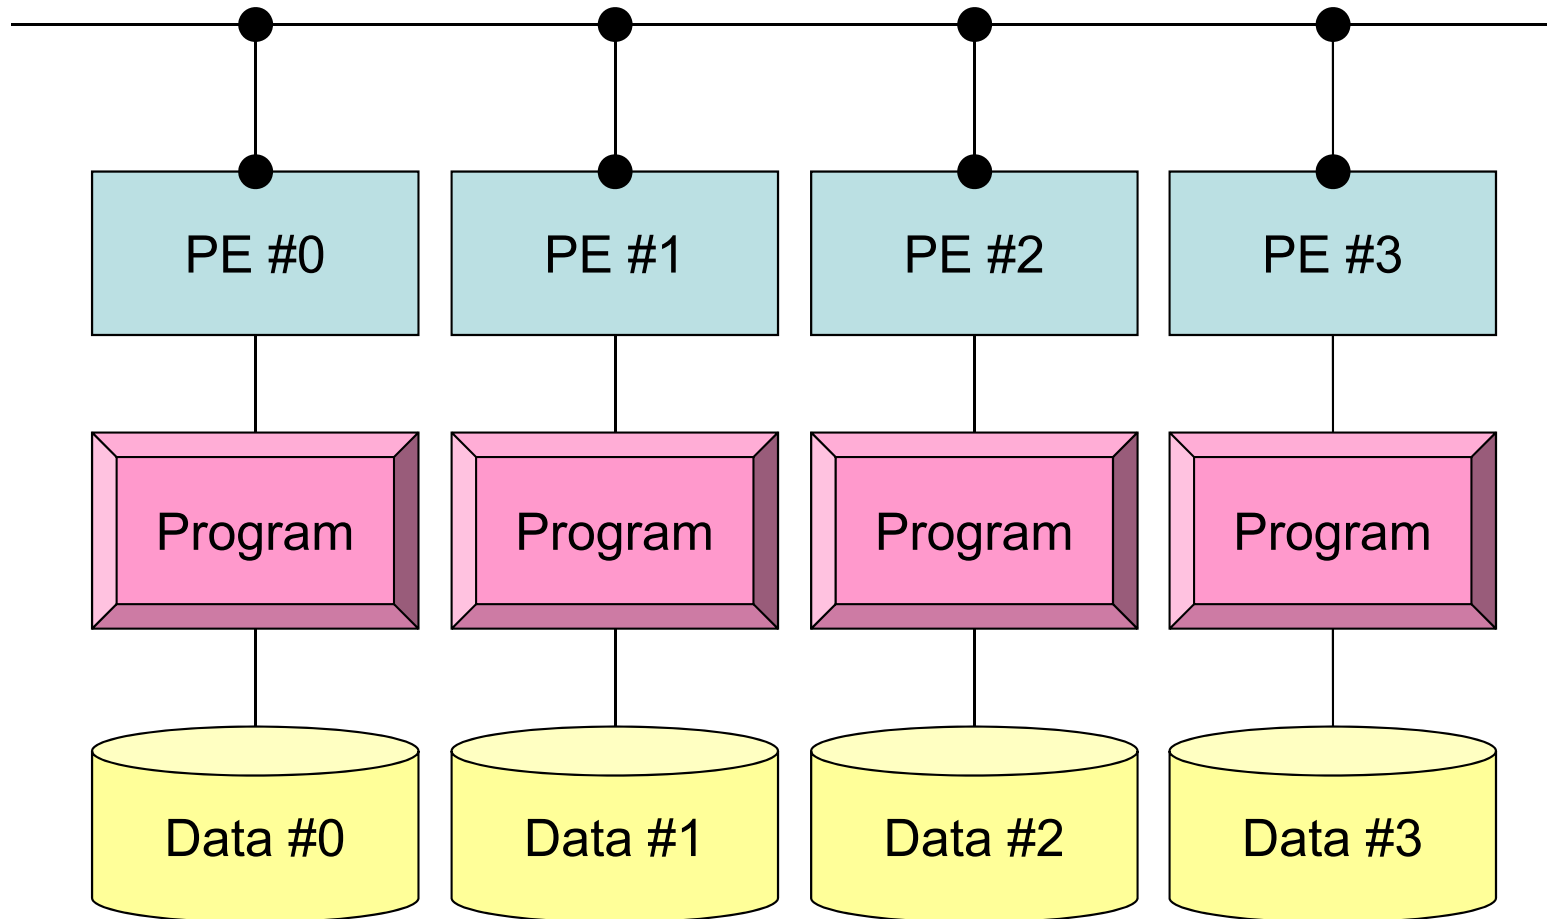 PE #0
PE #1
PE #2
PE #3
Program
Program
Program
Program
Data #0
Data #1
Data #2
Data #3